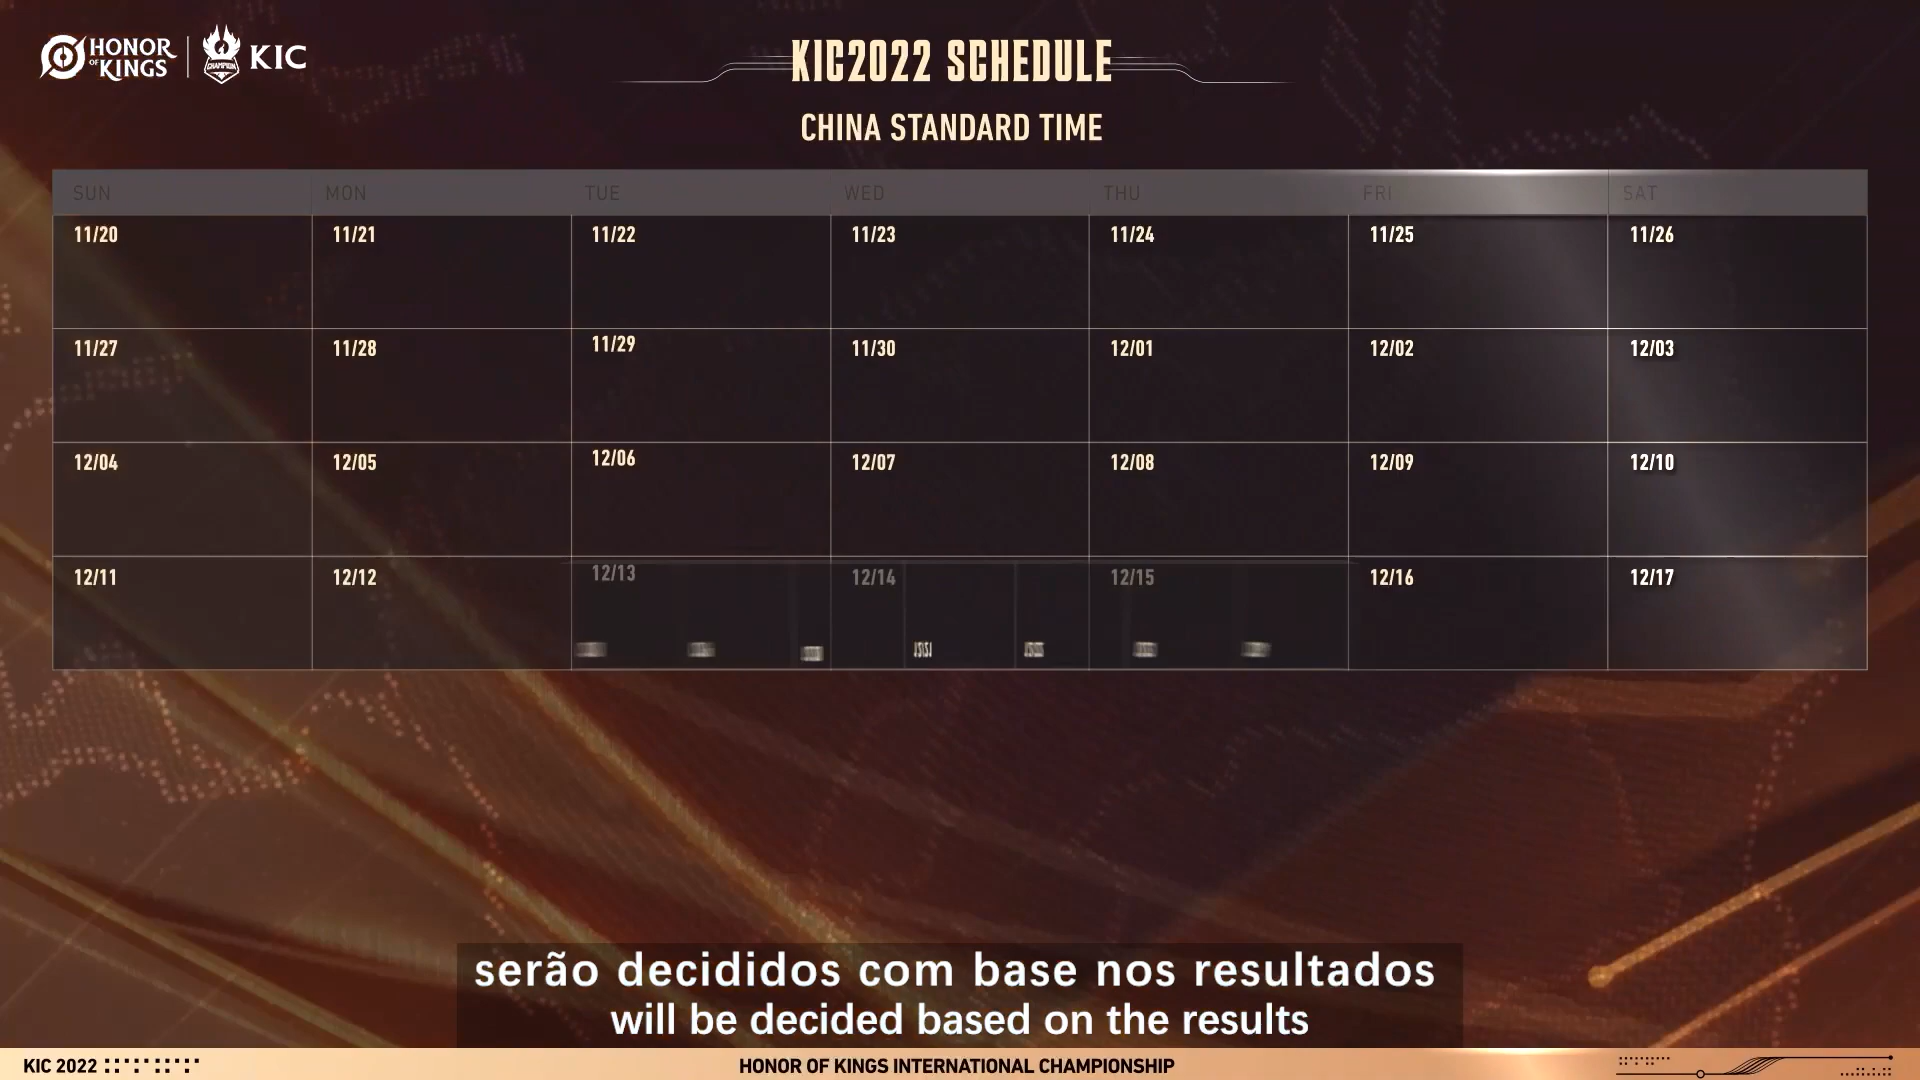 HONOR OF KINGS
CHAMPION
KIC
KIC2022 SCHEDULE
CHINA STANDARD TIME
SUN MON TUE WED THU FRI SAT
11/20 11/21 11/22 11/23 11/24 11/25 11/26
11/27 11/28 11/29 11/30 12/01 12/02 12/03
12/04 12/05 12/06 12/07 12/08 12/09 12/10
12/11 12/12 12/13 12/14 12/15 12/16 12/17
serão decididos com base nos resultados
will be decided based on the results
KIC 2022
HONOR OF KINGS INTERNATIONAL CHAMPIONSHIP